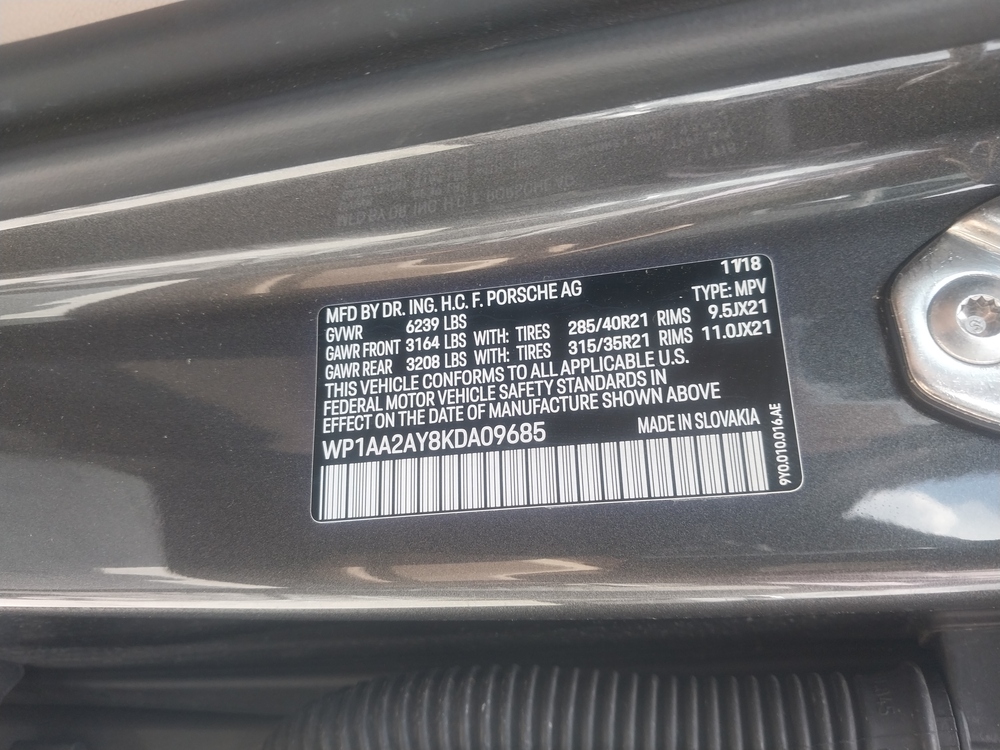 11/18
MFD BY DR. ING. H.C. F. PORSCHE AG
TYPE: MPV
GVWR 6239 LBS
GAWR FRONT 3164 LBS WITH: TIRES 285/40R21 RIMS 9.5JX21
GAWR REAR 3208 LBS WITH: TIRES 315/35R21 RIMS 11.0JX21
THIS VEHICLE CONFORMS TO ALL APPLICABLE U.S.
FEDERAL MOTOR VEHICLE SAFETY STANDARDS IN
EFFECT ON THE DATE OF MANUFACTURE SHOWN ABOVE
WP1AA2AY8KDA09685 MADE IN SLOVAKIA
9Y0.010.016.AE